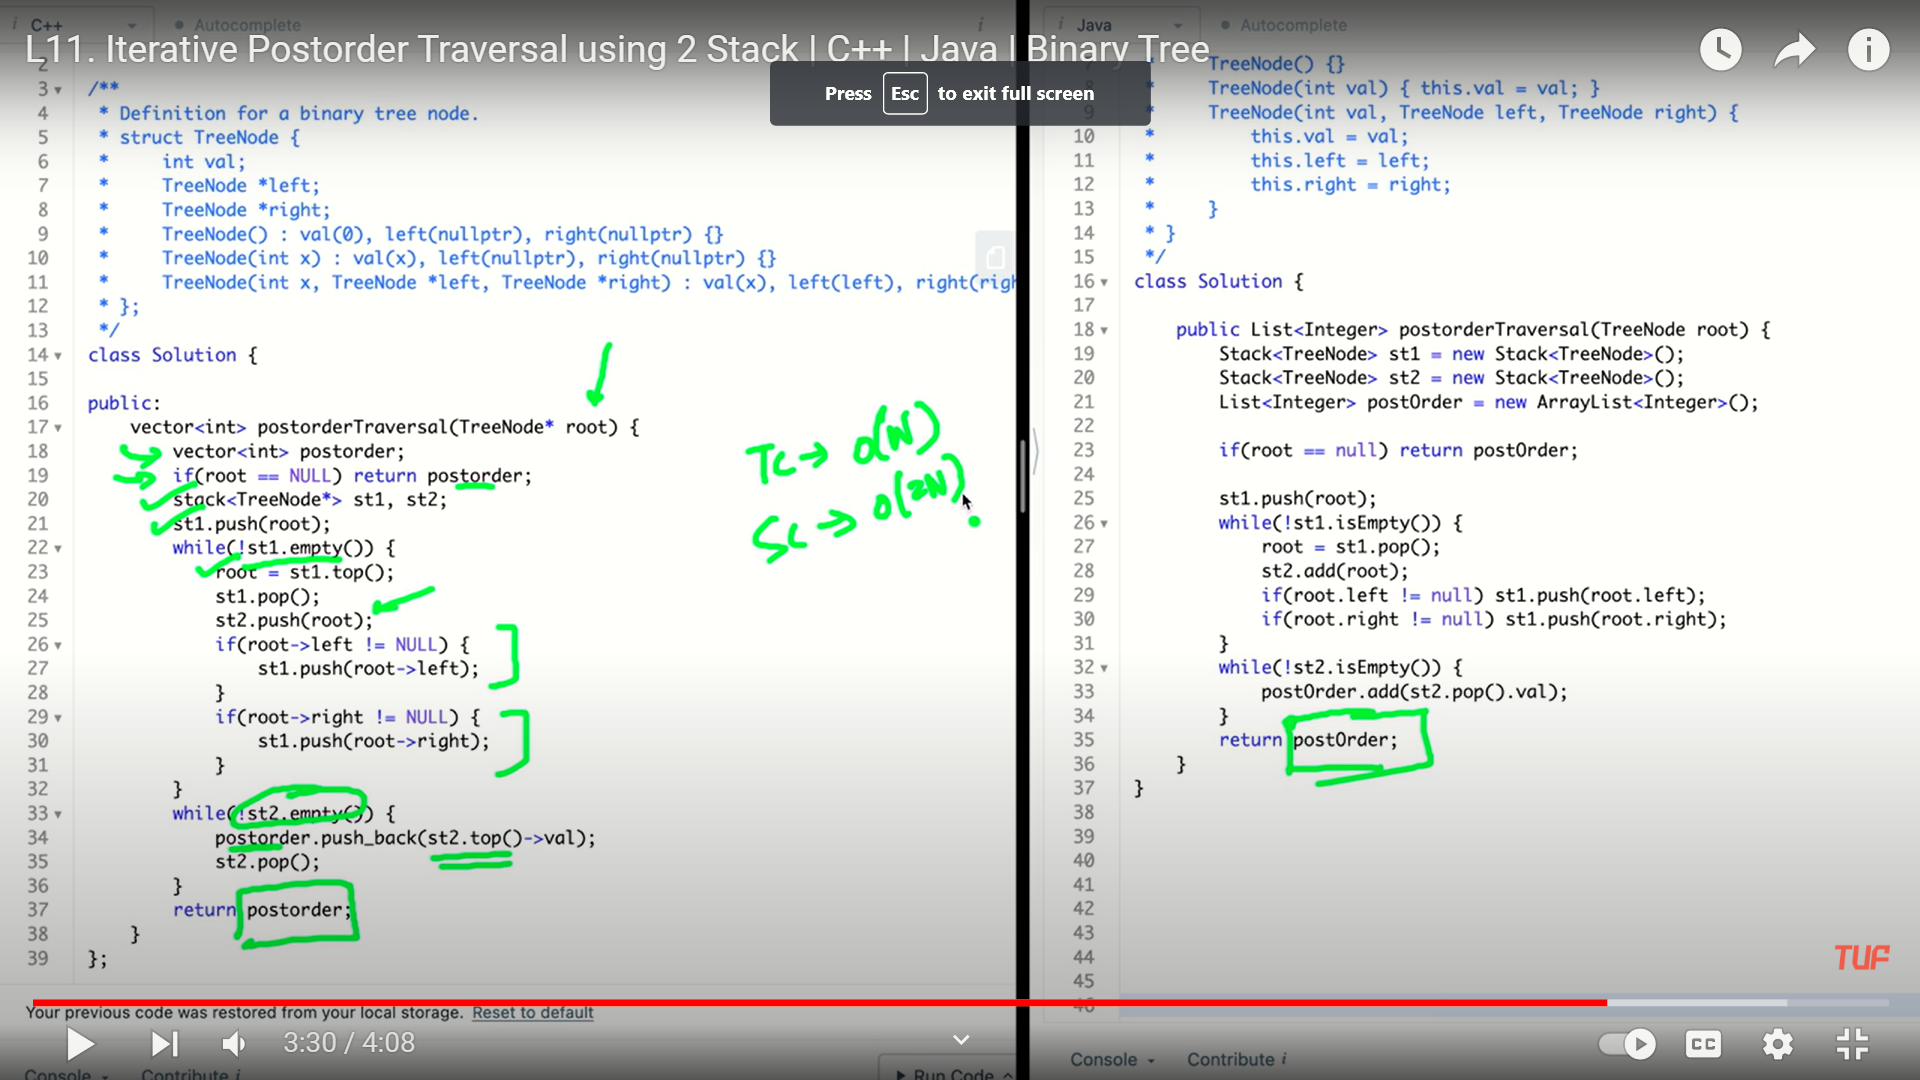 C++
Autocomplete
L11. Iterative Postorder Traversal using 2 Stack | C++ | Java | Binary Tree
Press Esc to exit full screen
2
3 /**
4 * Definition for a binary tree node.
5 * struct TreeNode {
6 * int val;
7 * TreeNode *left;
8 * TreeNode *right;
9 * TreeNode() : val(0), left(nullptr), right(nullptr) {}
10 * TreeNode(int x) : val(x), left(nullptr), right(nullptr) {}
11 * TreeNode(int x, TreeNode *left, TreeNode *right) : val(x), left(left), right(righ
12 * };
13 */
14 class Solution {
15
16 public:
17 vector<int> postorderTraversal(TreeNode* root) {
18 vector<int> postorder;
19 if(root == NULL) return postorder;
20 stack<TreeNode*> st1, st2;
21 st1.push(root);
22 while(!st1.empty()) {
23 root = st1.top();
24 st1.pop();
25 st2.push(root);
26 if(root->left != NULL) {
27 st1.push(root->left);
28 }
29 if(root->right != NULL) {
30 st1.push(root->right);
31 }
32 }
33 while(!st2.empty()) {
34 postorder.push_back(st2.top()->val);
35 st2.pop();
36 }
37 return postorder;
38 }
39 };
TC → O(N)
SC → O(2N)
Your previous code was restored from your local storage. Reset to default
Console
Contribute i
Run Code
Java
Autocomplete
* TreeNode() {}
* TreeNode(int val) { this.val = val; }
9 * TreeNode(int val, TreeNode left, TreeNode right) {
10 * this.val = val;
11 * this.left = left;
12 * this.right = right;
13 * }
14 * }
15 */
16 class Solution {
17
18 public List<Integer> postorderTraversal(TreeNode root) {
19 Stack<TreeNode> st1 = new Stack<TreeNode>();
20 Stack<TreeNode> st2 = new Stack<TreeNode>();
21 List<Integer> postOrder = new ArrayList<Integer>();
22
23 if(root == null) return postOrder;
24
25 st1.push(root);
26 while(!st1.isEmpty()) {
27 root = st1.pop();
28 st2.add(root);
29 if(root.left != null) st1.push(root.left);
30 if(root.right != null) st1.push(root.right);
31 }
32 while(!st2.isEmpty()) {
33 postOrder.add(st2.pop().val);
34 }
35 return postOrder;
36 }
37 }
38
39
40
41
42
43
44
45
46
TUF
Console
Contribute i
3:30 / 4:08
CC